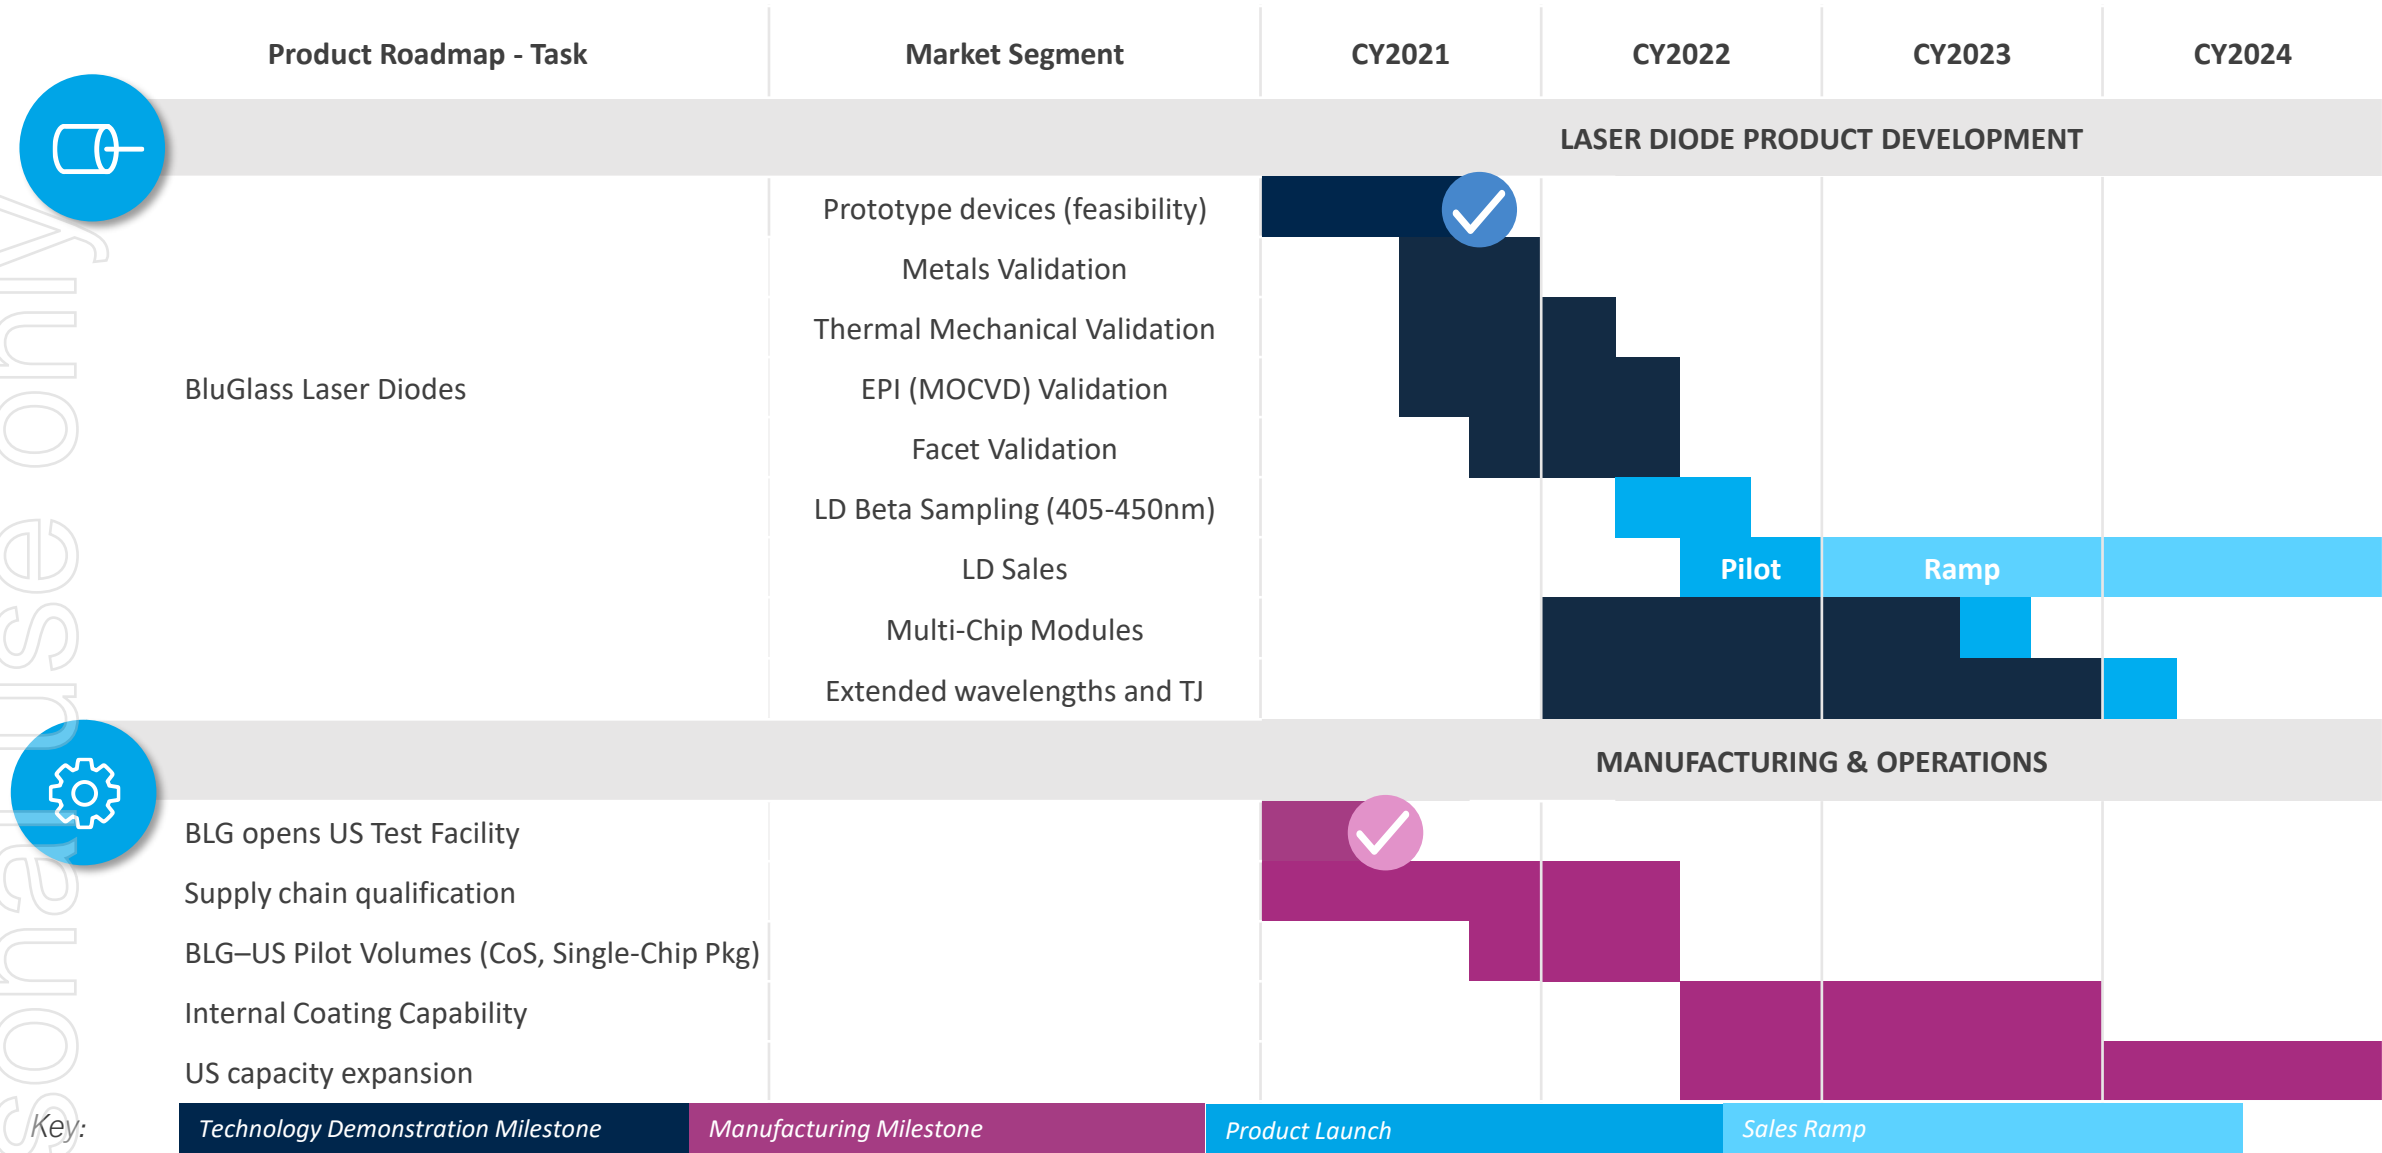 Product Roadmap - Task
Market Segment
CY2021
CY2022
CY2023
CY2024
LASER DIODE PRODUCT DEVELOPMENT
BluGlass Laser Diodes
Prototype devices (feasibility)
Metals Validation
Thermal Mechanical Validation
EPI (MOCVD) Validation
Facet Validation
LD Beta Sampling (405-450nm)
LD Sales
Pilot
Ramp
Multi-Chip Modules
Extended wavelengths and TJ
MANUFACTURING & OPERATIONS
BLG opens US Test Facility
Supply chain qualification
BLG–US Pilot Volumes (CoS, Single-Chip Pkg)
Internal Coating Capability
US capacity expansion
Key:
Technology Demonstration Milestone
Manufacturing Milestone
Product Launch
Sales Ramp
sonal use only